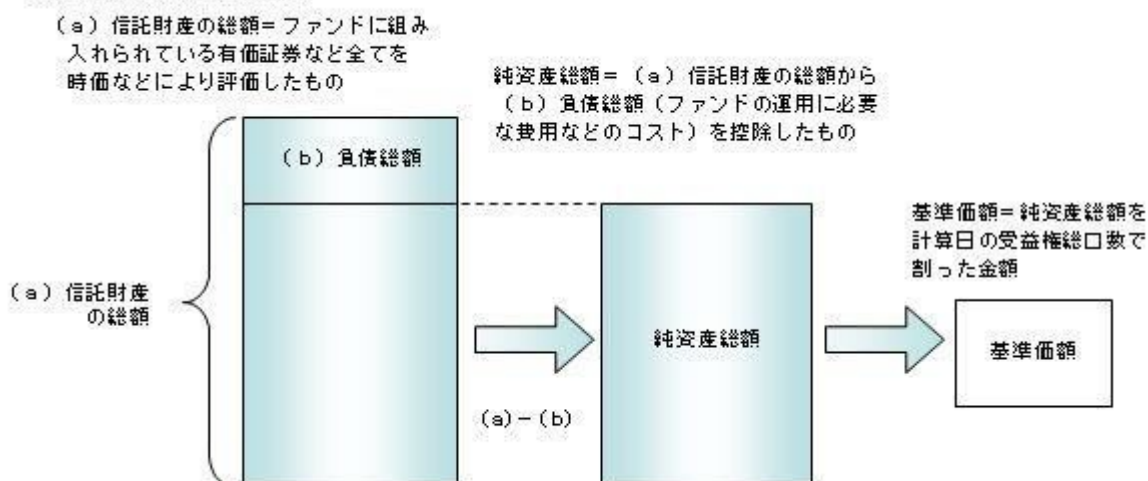 （a）信託財産の総額＝ファンドに組み
入れられている有価証券など全てを
時価などにより評価したもの
純資産総額＝（a）信託財産の総額から
（b）負債総額（ファンドの運用に必要
な費用などのコスト）を控除したもの
（b）負債総額
基準価額＝純資産総額を
計算日の受益権総口数で
割った金額
（a）信託財産
の総額
純資産総額
基準価額
（a）－（b）